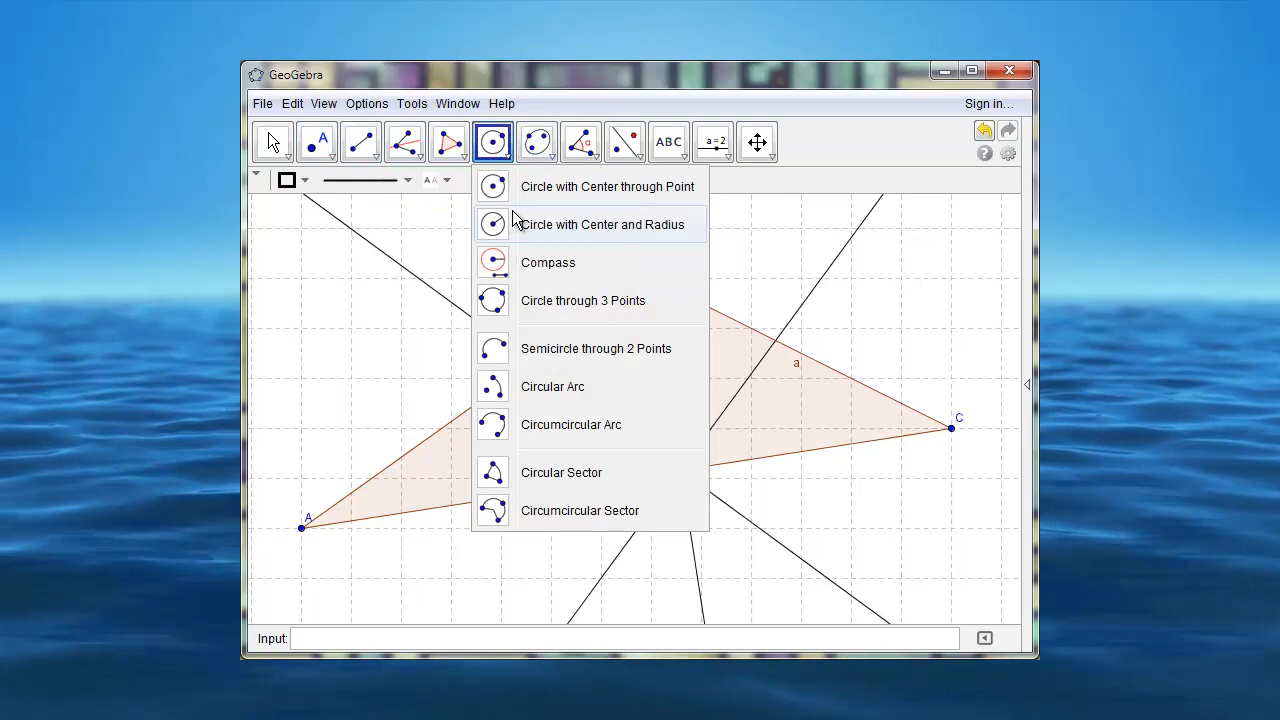 GeoGebra
File Edit View Options Tools Window Help Sign in...
A α ABC a=2
A A
Circle with Center through Point
Circle with Center and Radius
Compass
Circle through 3 Points
Semicircle through 2 Points
a
Circular Arc
C
Circumcircular Arc
Circular Sector
Circumcircular Sector
A
Input: